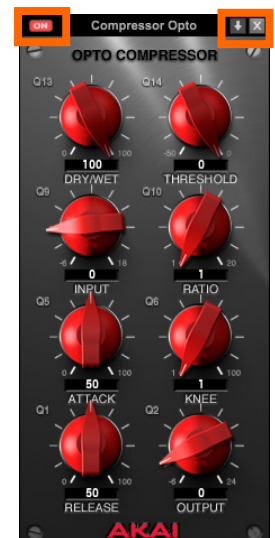 ON Compressor Opto X
OPTO COMPRESSOR
Q13 Q14
0 100 -50 0
100 0
DRY/WET THRESHOLD
Q9 Q10
-6 18 1 20
0 1
INPUT RATIO
Q5 Q6
0 100 1 100
50 1
ATTACK KNEE
Q1 Q2
0 100 -6 24
50 0
RELEASE OUTPUT
AKAI